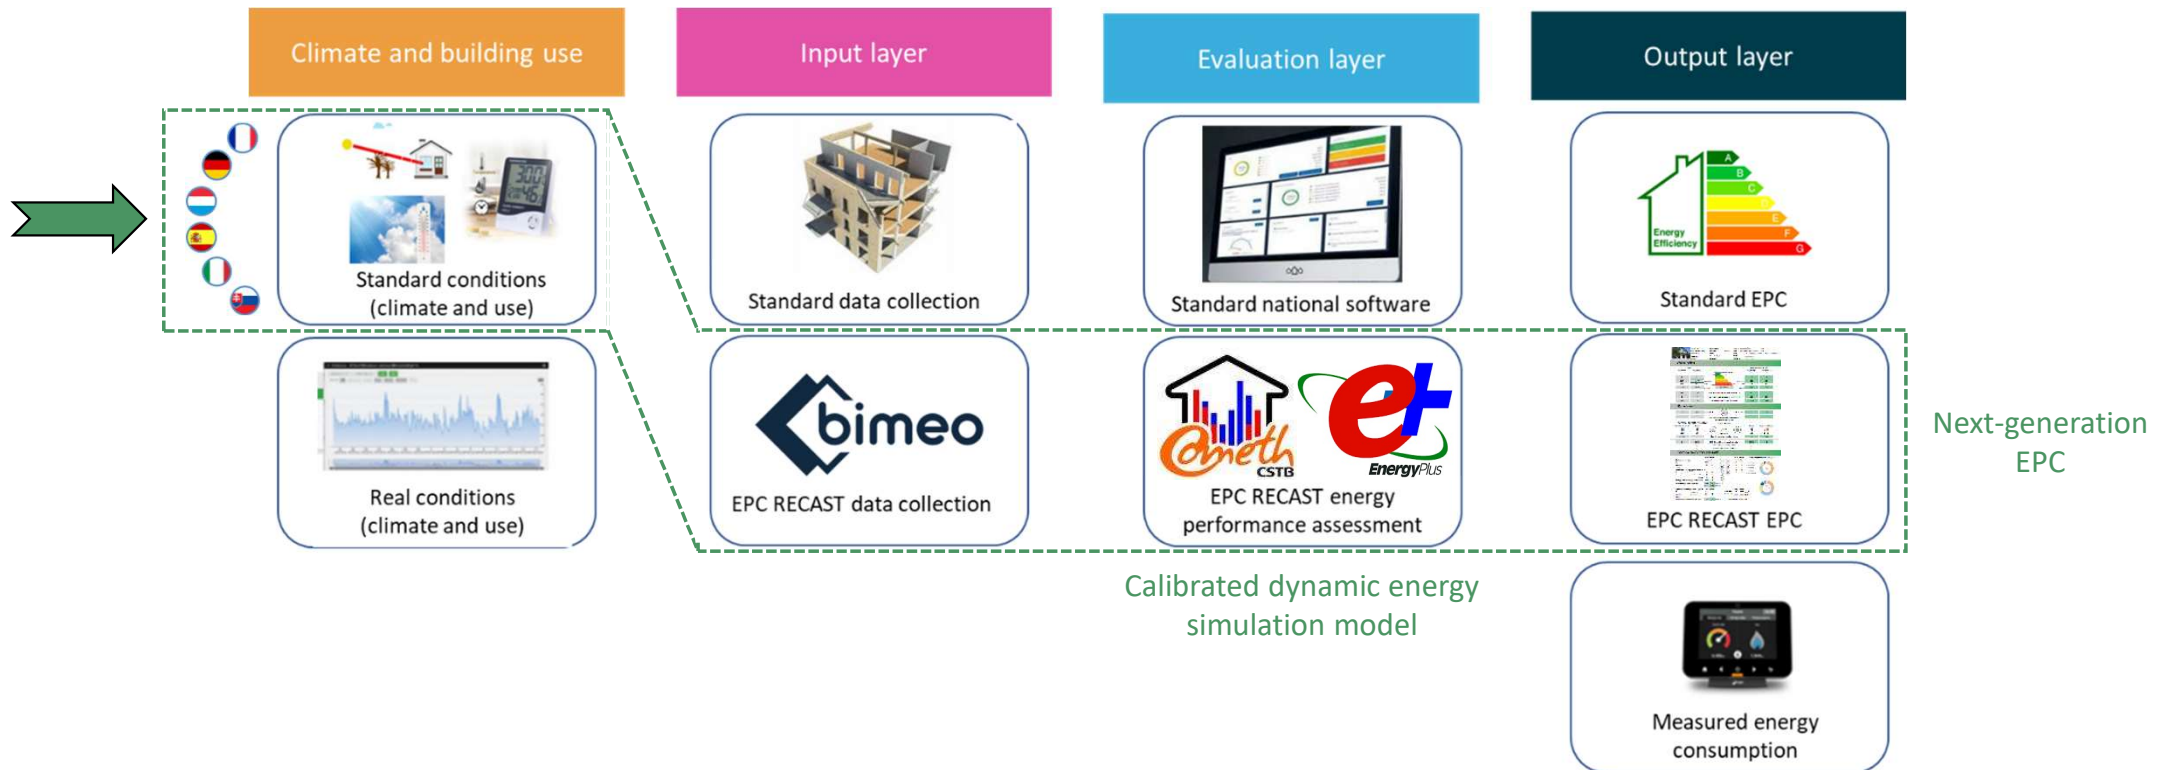 Climate and building use
Input layer
Evaluation layer
Output layer
Standard conditions
(climate and use)
Standard data collection
Standard national software
A
B
C
D
E
F
G
Energy
Efficiency
Standard EPC
Real conditions
(climate and use)
bimeo
EPC RECAST data collection
Cometh
CSTB
e+
EnergyPlus
EPC RECAST energy
performance assessment
EPC RECAST EPC
Next-generation
EPC
Calibrated dynamic energy
simulation model
Measured energy
consumption